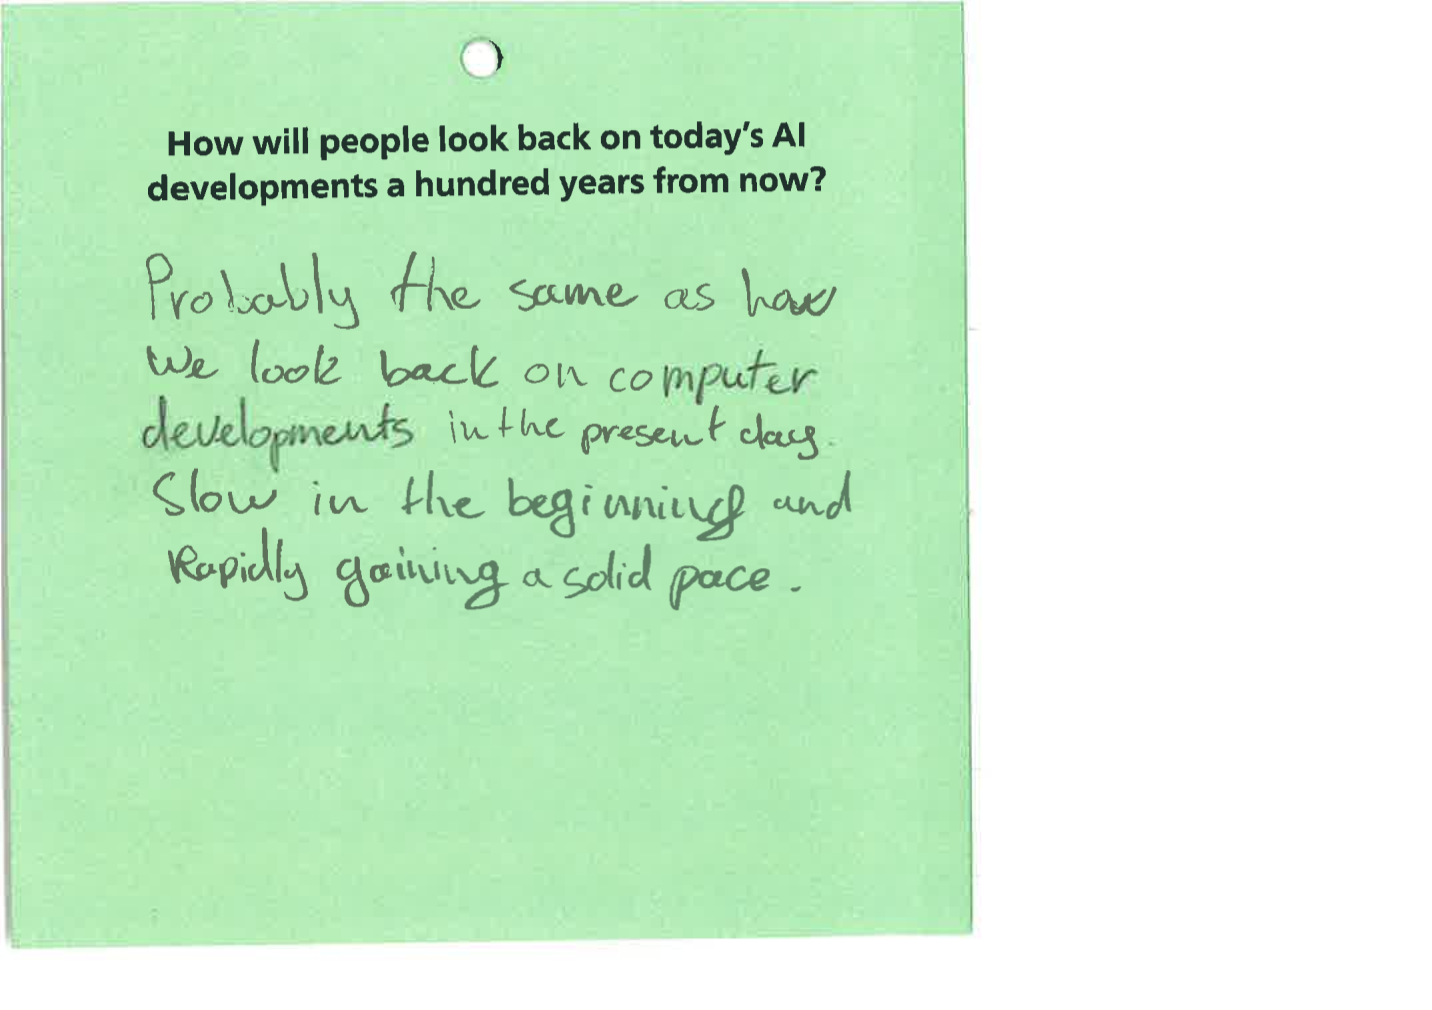 How will people look back on today's AI
developments a hundred years from now?
Probably the same as how
We look back on computer
developments in the present day.
Slow in the beginning and
Rapidly gaining a solid pace.